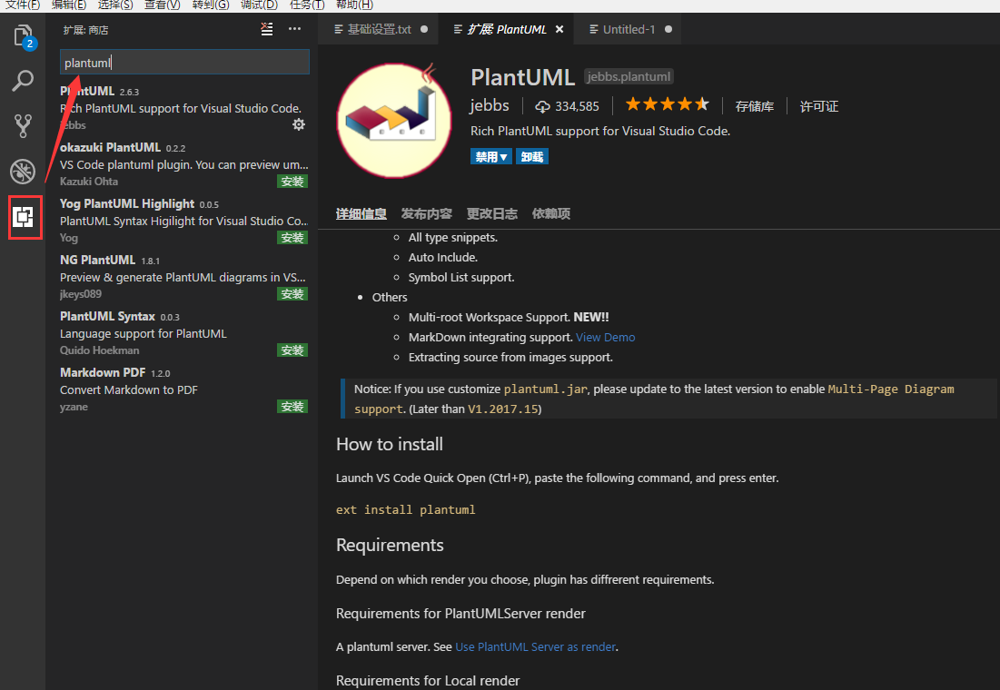 文件(F) 编辑(E) 选择(S) 查看(V) 转到(G) 调试(D) 任务(T) 帮助(H)
扩展: 商店
2
plantuml
PlantUML 2.6.3
Rich PlantUML support for Visual Studio Code.
jebbs
okazuki PlantUML 0.2.2
VS Code plantuml plugin. You can preview um...
Kazuki Ohta 安装
Yog PlantUML Highlight 0.0.5
PlantUML Syntax Higilight for Visual Studio Co...
Yog 安装
NG PlantUML 1.8.1
Preview & generate PlantUML diagrams in VS...
jkeys089 安装
PlantUML Syntax 0.0.3
Language support for PlantUML
Quido Hoekman 安装
Markdown PDF 1.2.0
Convert Markdown to PDF
yzane 安装
基础设置.txt 扩展 PlantUML Untitled-1
PlantUML jebbs.plantuml
jebbs 334,585 存储库 许可证
Rich PlantUML support for Visual Studio Code.
禁用 卸载
详细信息 发布内容 更改日志 依赖项
All type snippets.
Auto Include.
Symbol List support.
Others
Multi-root Workspace Support. NEW!!
MarkDown integrating support. View Demo
Extracting source from images support.
Notice: If you use customize plantuml.jar, please update to the latest version to enable Multi-Page Diagram
support. (Later than V1.2017.15)
How to install
Launch VS Code Quick Open (Ctrl+P), paste the following command, and press enter.
ext install plantuml
Requirements
Depend on which render you choose, plugin has diffrerent requirements.
Requirements for PlantUMLServer render
A plantuml server. See Use PlantUML Server as render.
Requirements for Local render